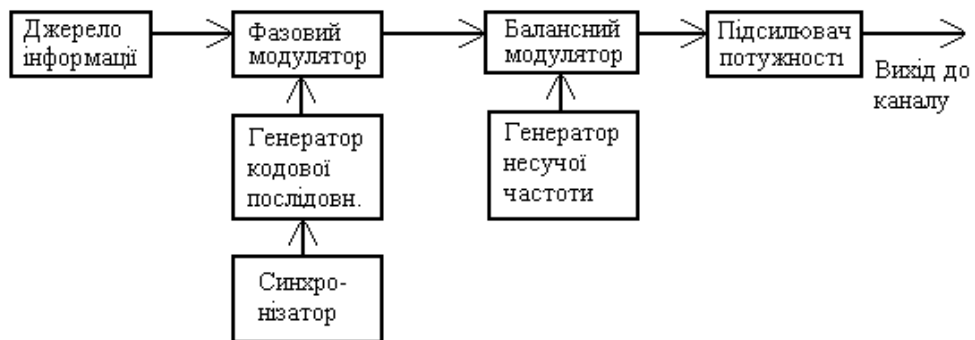 Джерело
інформації
Фазовий
модулятор
Балансний
модулятор
Підсилювач
потужності
Вихід до
каналу
Генератор
кодової
послідовн.
Генератор
несучої
частоти
Синхро-
нізатор